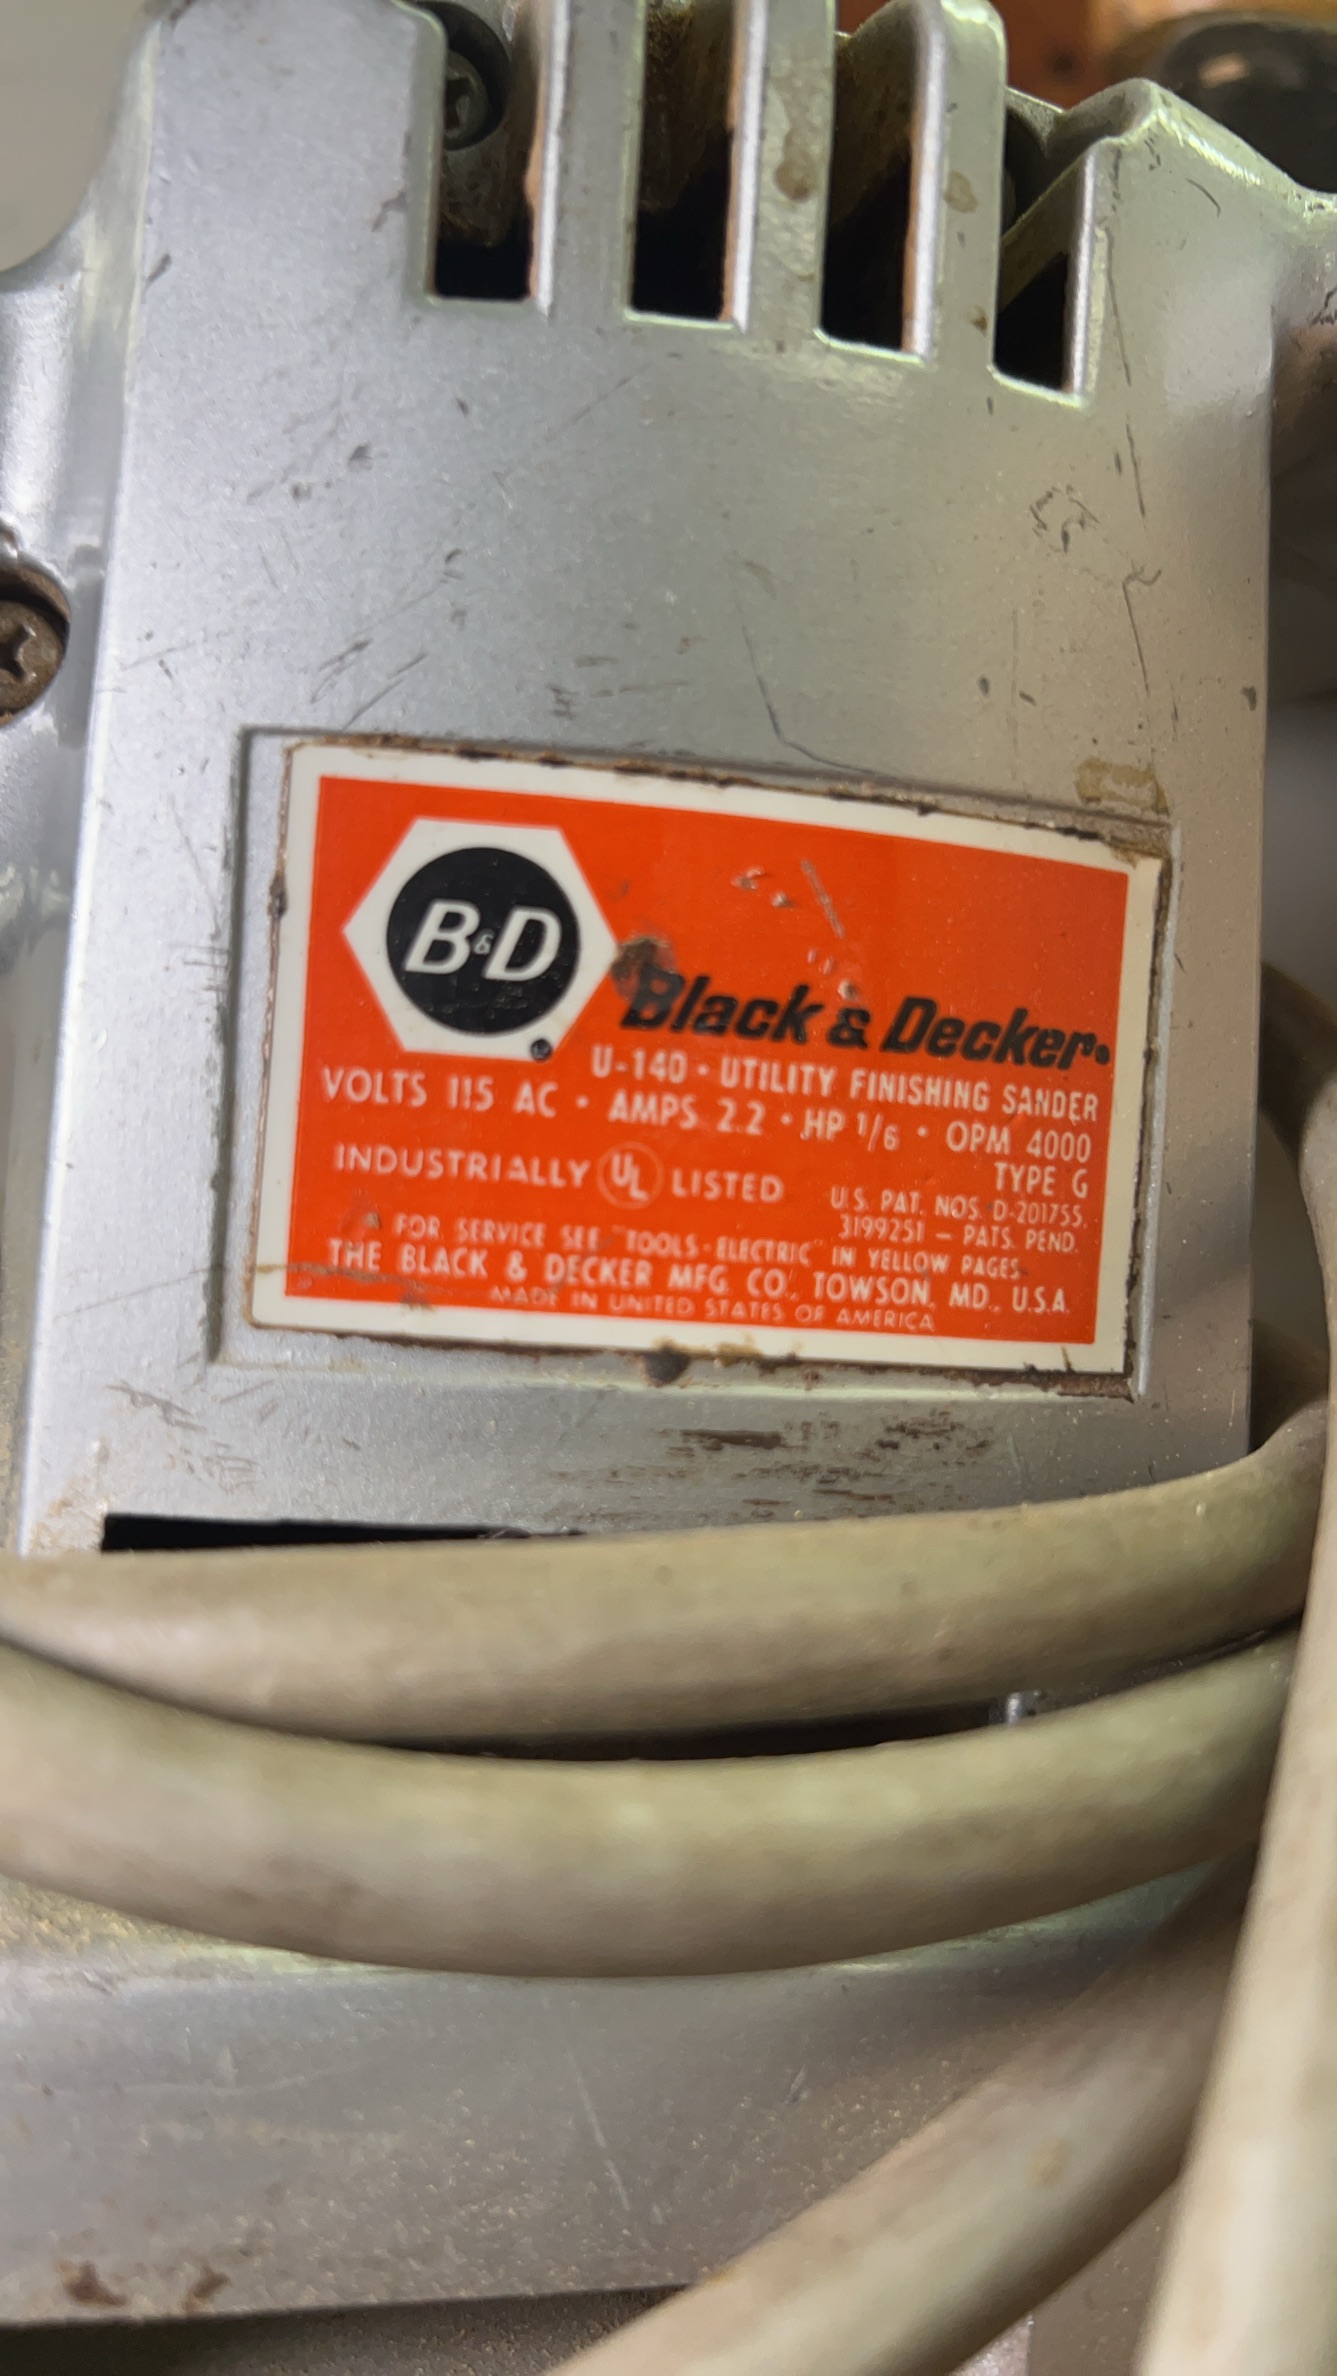 B&D
Black & Decker®
U-140 · UTILITY FINISHING SANDER
VOLTS 115 AC · AMPS 2.2 · HP 1/6 · OPM 4000
TYPE G
INDUSTRIALLY UL LISTED
U.S. PAT. NOS. D-201755.
3199251 — PATS. PEND.
FOR SERVICE SEE "TOOLS-ELECTRIC" IN YELLOW PAGES
THE BLACK & DECKER MFG. CO., TOWSON, MD., U.S.A.
MADE IN UNITED STATES OF AMERICA